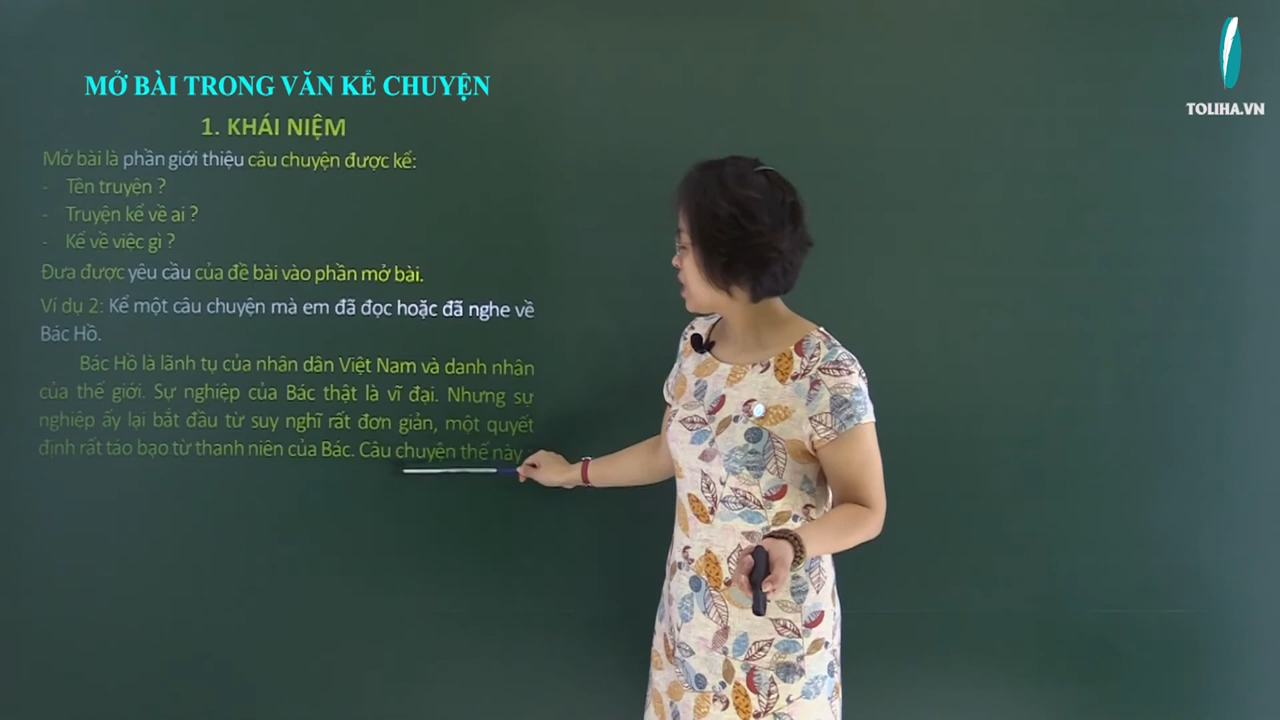 TOLIHA.VN
MỞ BÀI TRONG VĂN KỂ CHUYỆN
1. KHÁI NIỆM
Mở bài là phần giới thiệu câu chuyện được kể:
- Tên truyện ?
- Truyện kể về ai ?
- Kể về việc gì ?
Đưa được yêu cầu của đề bài vào phần mở bài.
Ví dụ 2: Kể một câu chuyện mà em đã đọc hoặc đã nghe về
Bác Hồ.
Bác Hồ là lãnh tụ của nhân dân Việt Nam và danh nhân
của thế giới. Sự nghiệp của Bác thật là vĩ đại. Nhưng sự
nghiệp ấy lại bắt đầu từ suy nghĩ rất đơn giản, một quyết
định rất táo bạo từ thanh niên của Bác. Câu chuyện thế này